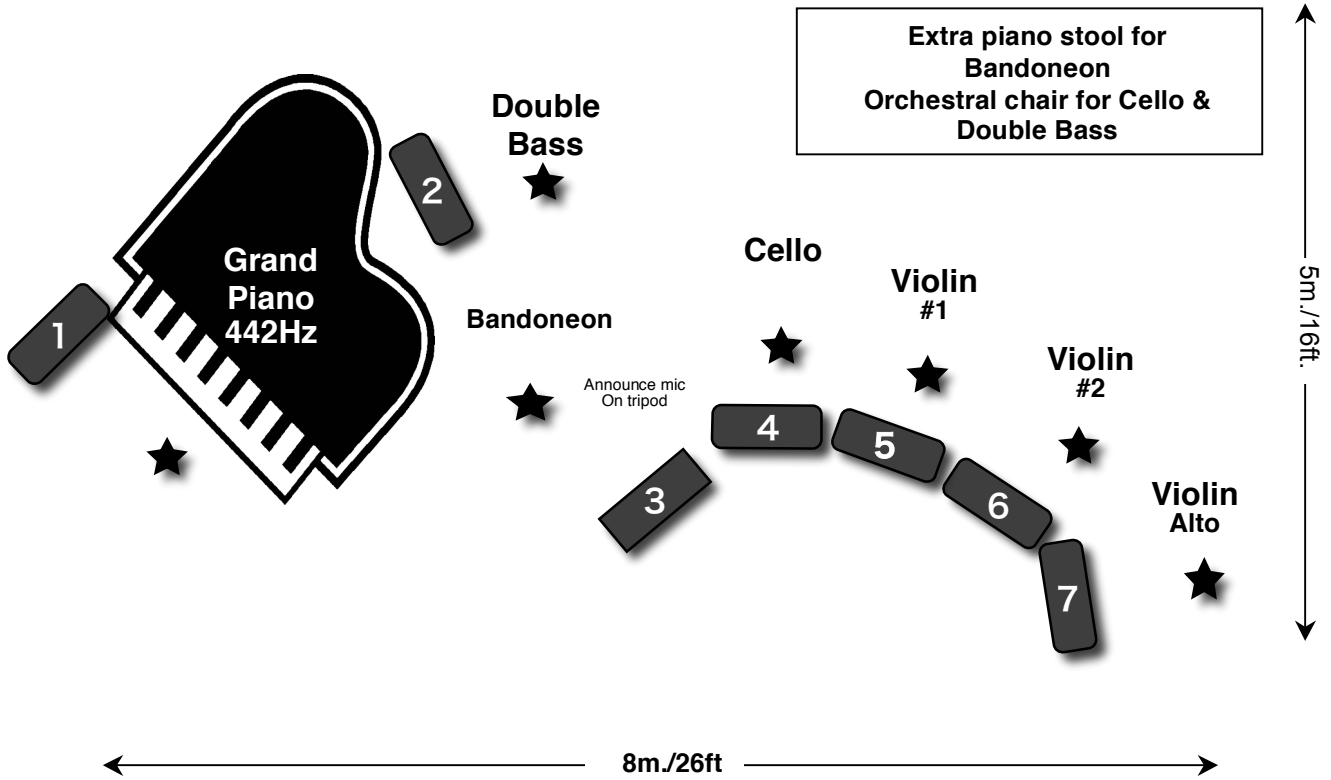 Extra piano stool for
Bandoneon
Orchestral chair for Cello &
Double Bass
Double
Bass
2
Grand
Piano
442Hz
1
Cello
Violin
#1
5m./16ft.
Bandoneon
Violin
#2
Announce mic
On tripod
4
5
3
6
Violin
Alto
7
8m./26ft